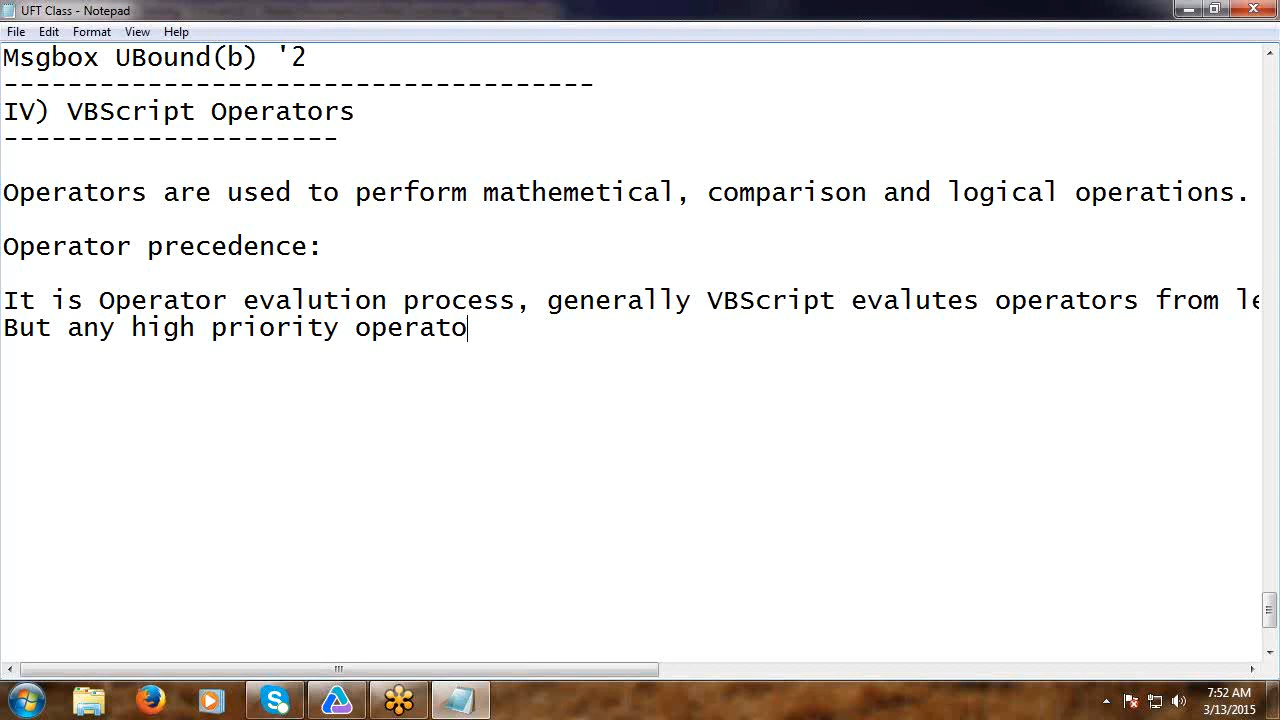 UFT Class - Notepad
File Edit Format View Help
Msgbox UBound(b) '2
-------------------------------------
IV) VBScript Operators
---------------------
Operators are used to perform mathemetical, comparison and logical operations.
Operator precedence:
It is Operator evalution process, generally VBScript evalutes operators from le
But any high priority operato
7:52 AM
3/13/2015